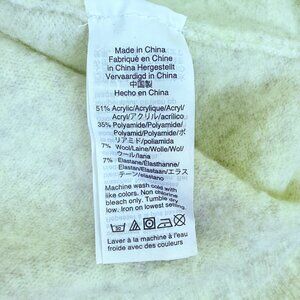 Made in China
Fabriqué en Chine
in China Hergestellt
Vervaardigd in China
中国製
Hecho en China
51% Acrylic/Acrylique/Acryl/
Acryl/アクリル/acrilico
35% Polyamide/Polyamide/
Polyamid/Polyamide/ポ
リアミド/poliamida
7% Wool/Laine/Wolle/Wol/
ウール/lana
7% Elastane/Élasthanne/
Elastan/Elastaan/エラス
テーン/elastano
Machine wash cold with
like colors. Non chlorine
bleach only. Tumble dry
low. Iron on lowest setting.
30
Laver à la machine à l'eau
froide avec des couleurs